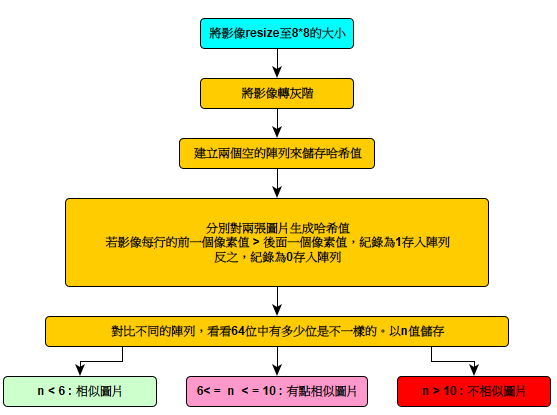 將影像resize至8*8的大小
將影像轉灰階
建立兩個空的陣列來儲存哈希值
分別對兩張圖片生成哈希值
若影像每行的前一個像素值 > 後面一個像素值，紀錄為1存入陣列
反之，紀錄為0存入陣列
對比不同的陣列，看看64位中有多少位是不一樣的。以n值儲存
n < 6 : 相似圖片
6< = n < = 10 : 有點相似圖片
n > 10 : 不相似圖片